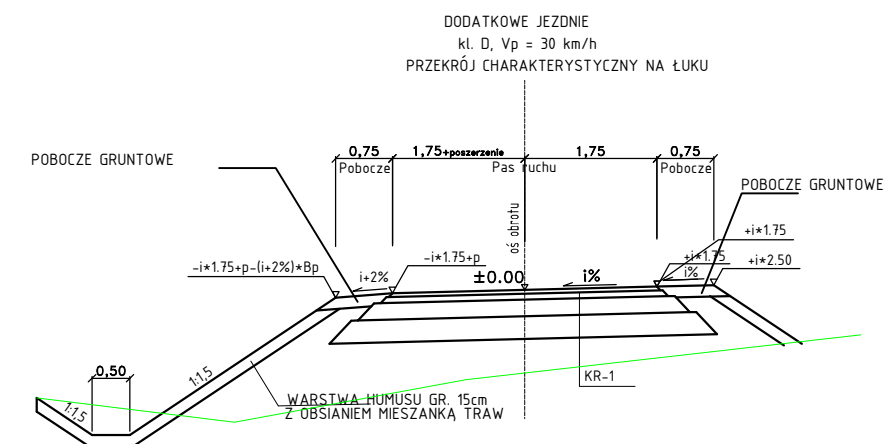 DODATKOWE JEZDNIE
kl. D, Vp = 30 km/h
PRZEKRÓJ CHARAKTERYSTYCZNY NA ŁUKU
0,75
1,75+poszerzenie
1,75
0,75
Pobocze
Pas ruchu
Pobocze
POBOCZE GRUNTOWE
POBOCZE GRUNTOWE
oś obrotu
+i*1.75
-i*1.75+p
+i*1.75
-i*1.75+p-(i+2%)*Bp
i+2%
±0.00
i%
i%
+i*2.50
0,50
1:1,5
1:1,5
KR-1
WARSTWA HUMUSU GR. 15cm
Z OBSIANIEM MIESZANKĄ TRAW